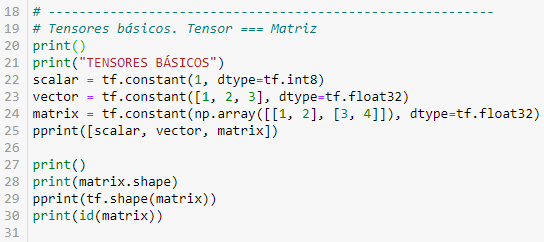 18 # -----------------------------------------------------------
19 # Tensores básicos. Tensor === Matriz
20 print()
21 print("TENSORES BÁSICOS")
22 scalar = tf.constant(1, dtype=tf.int8)
23 vector = tf.constant([1, 2, 3], dtype=tf.float32)
24 matrix = tf.constant(np.array([[1, 2], [3, 4]]), dtype=tf.float32)
25 pprint([scalar, vector, matrix])
26
27 print()
28 print(matrix.shape)
29 pprint(tf.shape(matrix))
30 print(id(matrix))
31